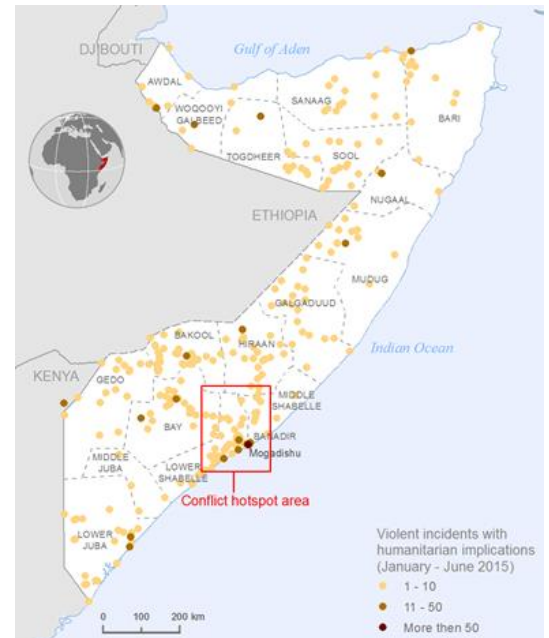 DJIBOUTI
Gulf of Aden
AWDAL
WOQOOYI
GALBEED
SANAAG
BARI
TOGDHEER
SOOL
NUGAAL
ETHIOPIA
MUDUG
GALGADUUD
BAKOOL
HIRAAN
Indian Ocean
KENYA
GEDO
MIDDLE
SHABELLE
BAY
BANADIR
Mogadishu
MIDDLE
JUBA
LOWER
SHABELLE
Conflict hotspot area
LOWER
JUBA
Violent incidents with
humanitarian implications
(January - June 2015)
1 - 10
11 - 50
More then 50
0 100 200 km